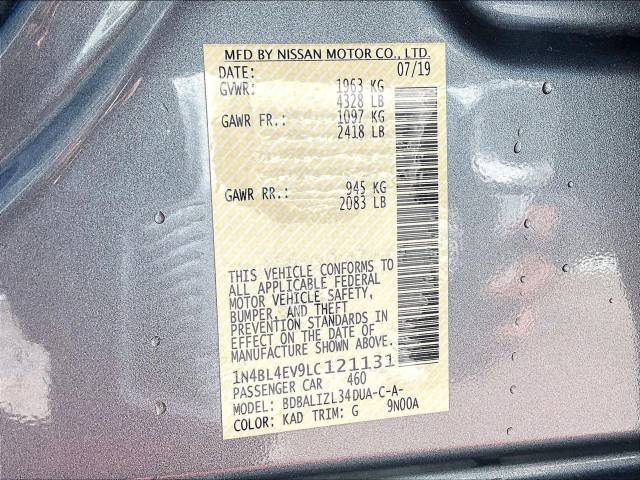 MFD BY NISSAN MOTOR CO., LTD.
DATE: 07/19
GVWR: 1963 KG
4328 LB
GAWR FR.: 1097 KG
2418 LB
GAWR RR.: 945 KG
2083 LB
THIS VEHICLE CONFORMS TO
ALL APPLICABLE FEDERAL
MOTOR VEHICLE SAFETY,
BUMPER, AND THEFT
PREVENTION STANDARDS IN
EFFECT ON THE DATE OF
MANUFACTURE SHOWN ABOVE.
1N4BL4EV9LC121131
PASSENGER CAR 460
MODEL: BDBALIZL34DUA-C-A-
COLOR: KAD TRIM: G 9N00A